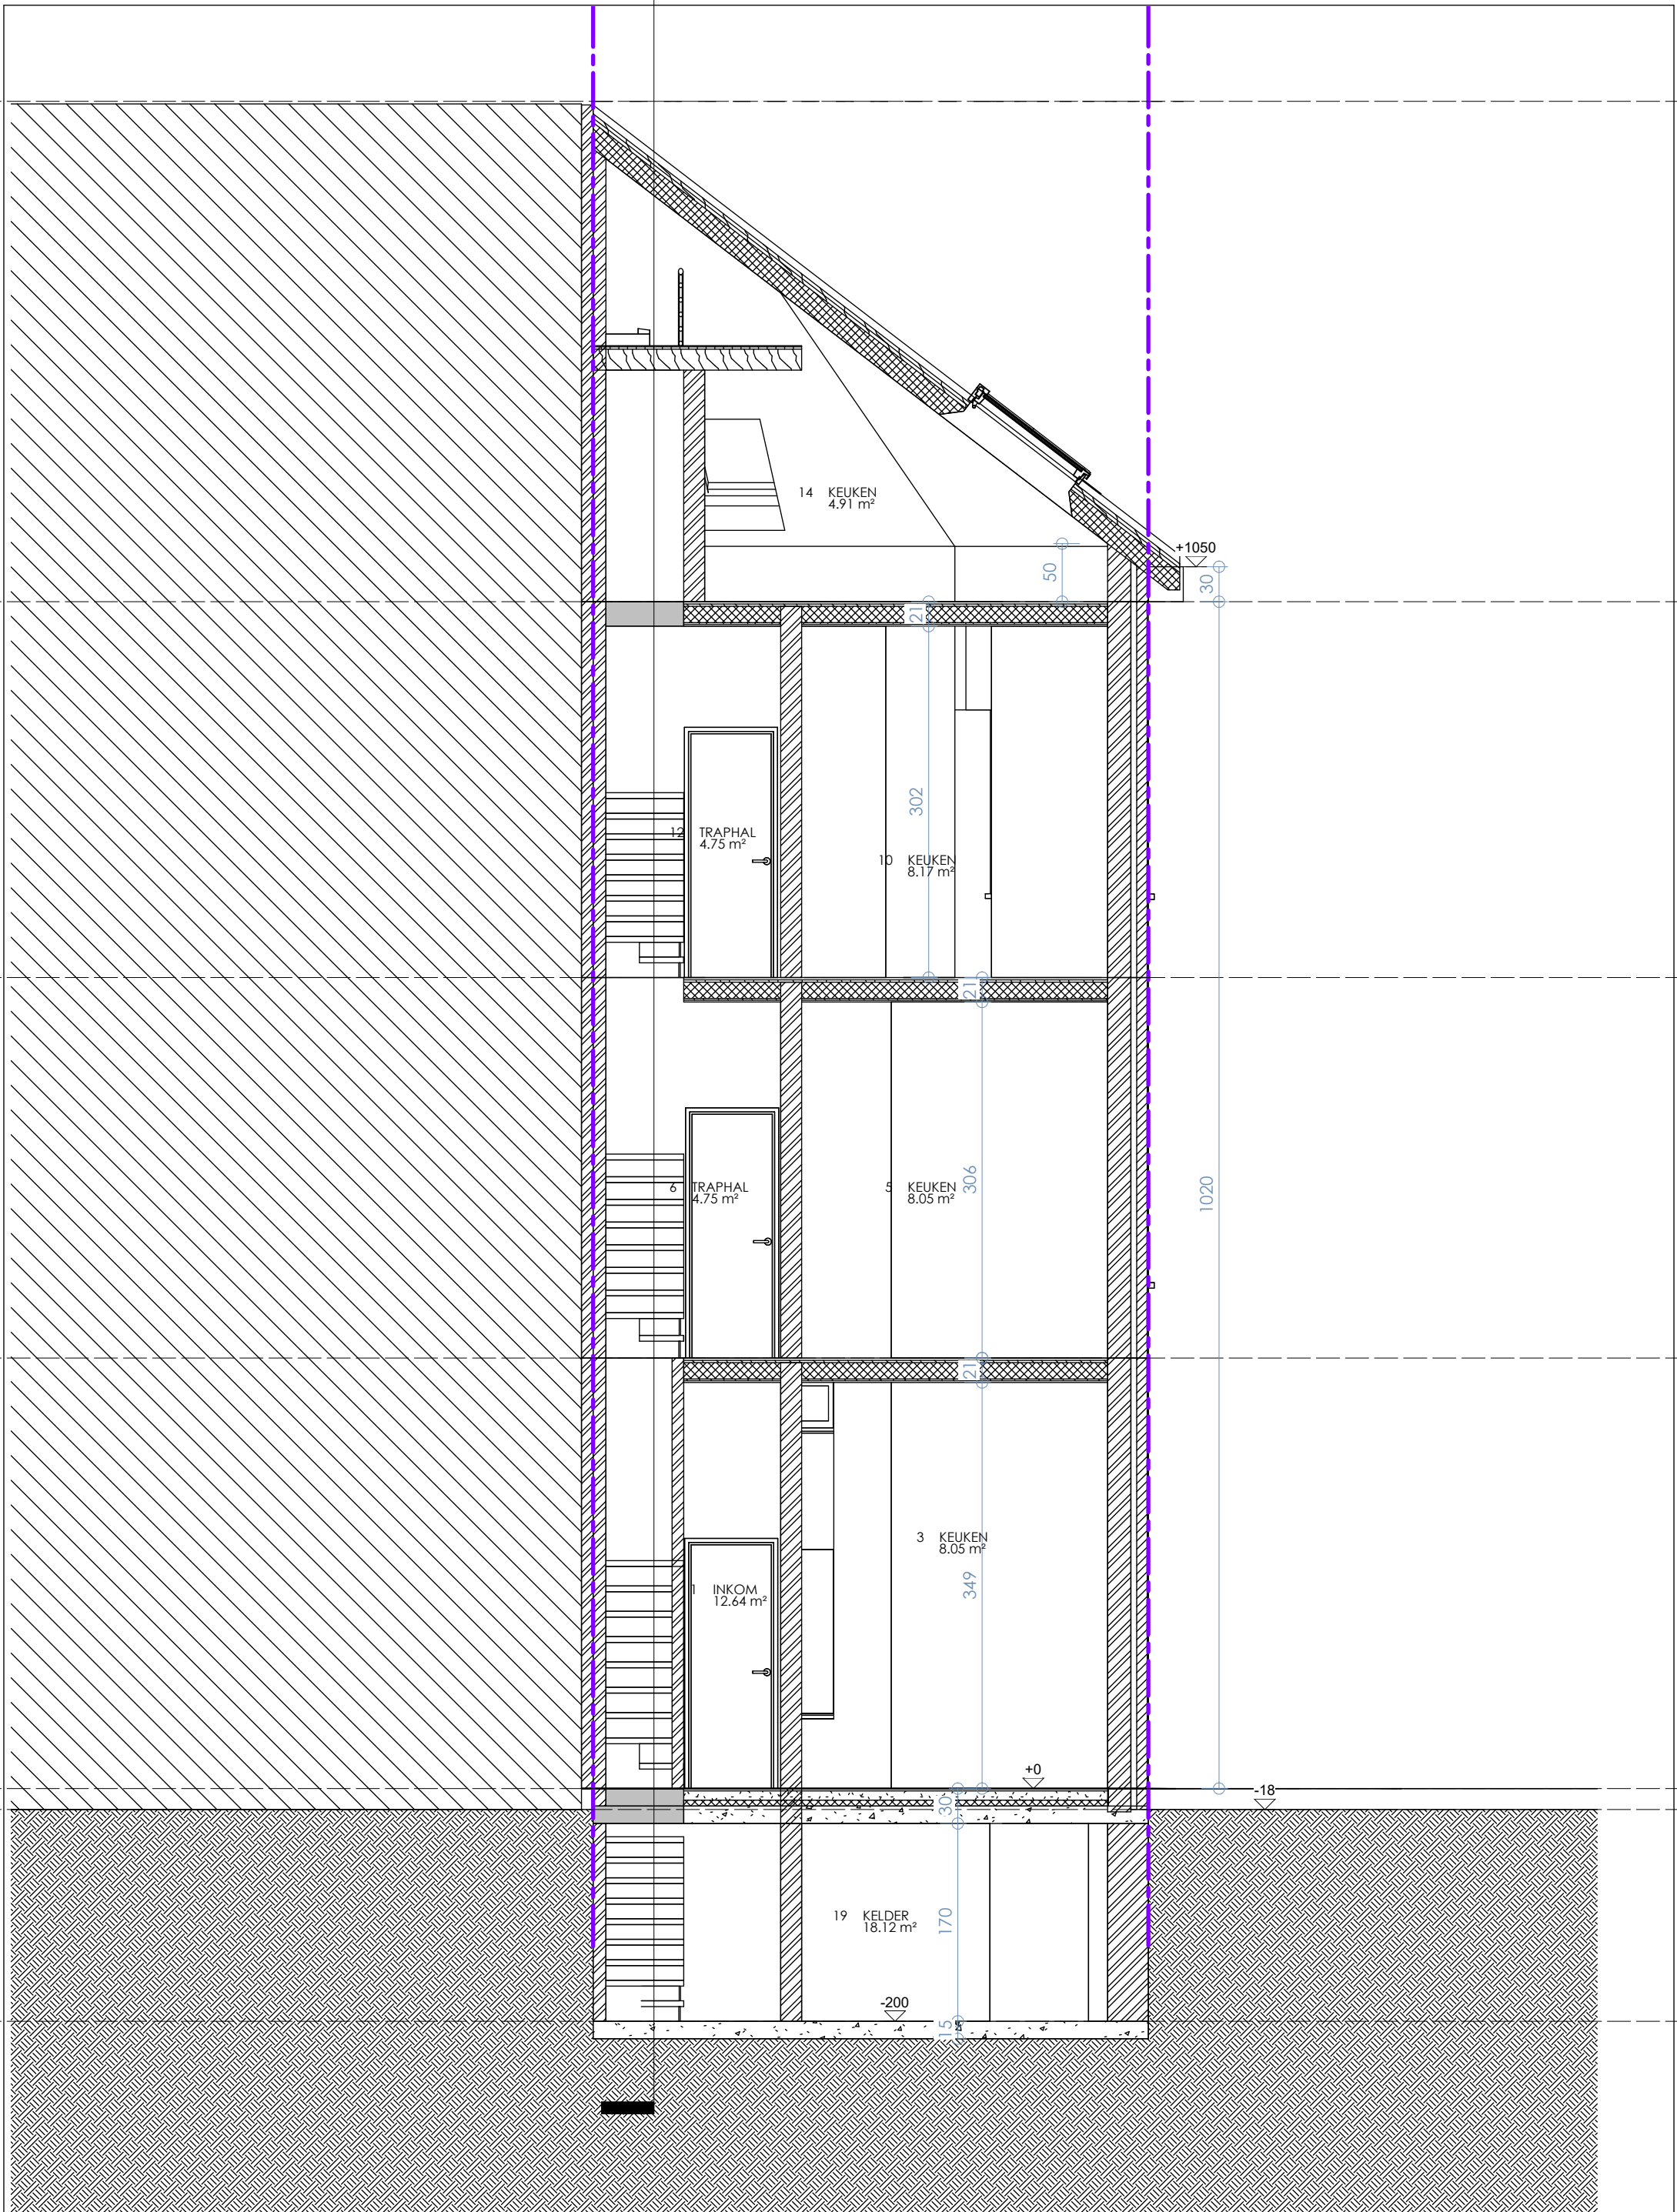 14 KEUKEN
4.91 m²
+1050
50
30
21
302
12 TRAPHAL
4.75 m²
10 KEUKEN
8.17 m²
21
306
6 TRAPHAL
4.75 m²
5 KEUKEN
8.05 m²
1020
21
3 KEUKEN
8.05 m²
349
1 INKOM
12.64 m²
+0
-18
30
19 KELDER
18.12 m²
170
-200
15